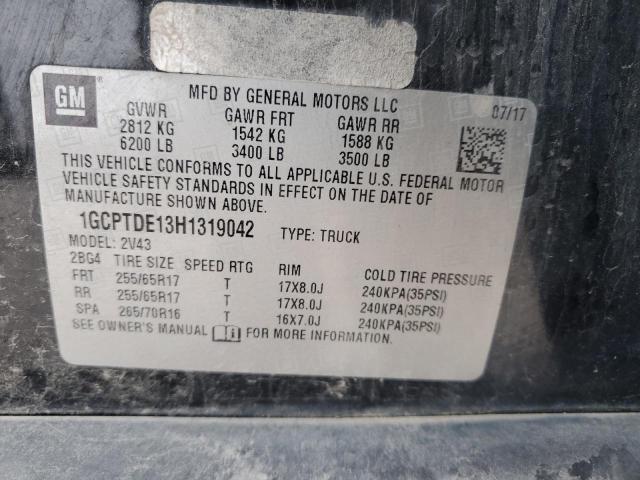 GM
MFD BY GENERAL MOTORS LLC 07/17
GVWR GAWR FRT GAWR RR
2812 KG 1542 KG 1588 KG
6200 LB 3400 LB 3500 LB
THIS VEHICLE CONFORMS TO ALL APPLICABLE U.S. FEDERAL MOTOR
VEHICLE SAFETY STANDARDS IN EFFECT ON THE DATE OF
MANUFACTURE SHOWN ABOVE.
1GCPTDE13H1319042 TYPE: TRUCK
MODEL: 2V43
2BG4 TIRE SIZE SPEED RTG RIM COLD TIRE PRESSURE
FRT 255/65R17 T 17X8.0J 240KPA(35PSI)
RR 255/65R17 T 17X8.0J 240KPA(35PSI)
SPA 265/70R16 T 16X7.0J 240KPA(35PSI)
SEE OWNER'S MANUAL FOR MORE INFORMATION.